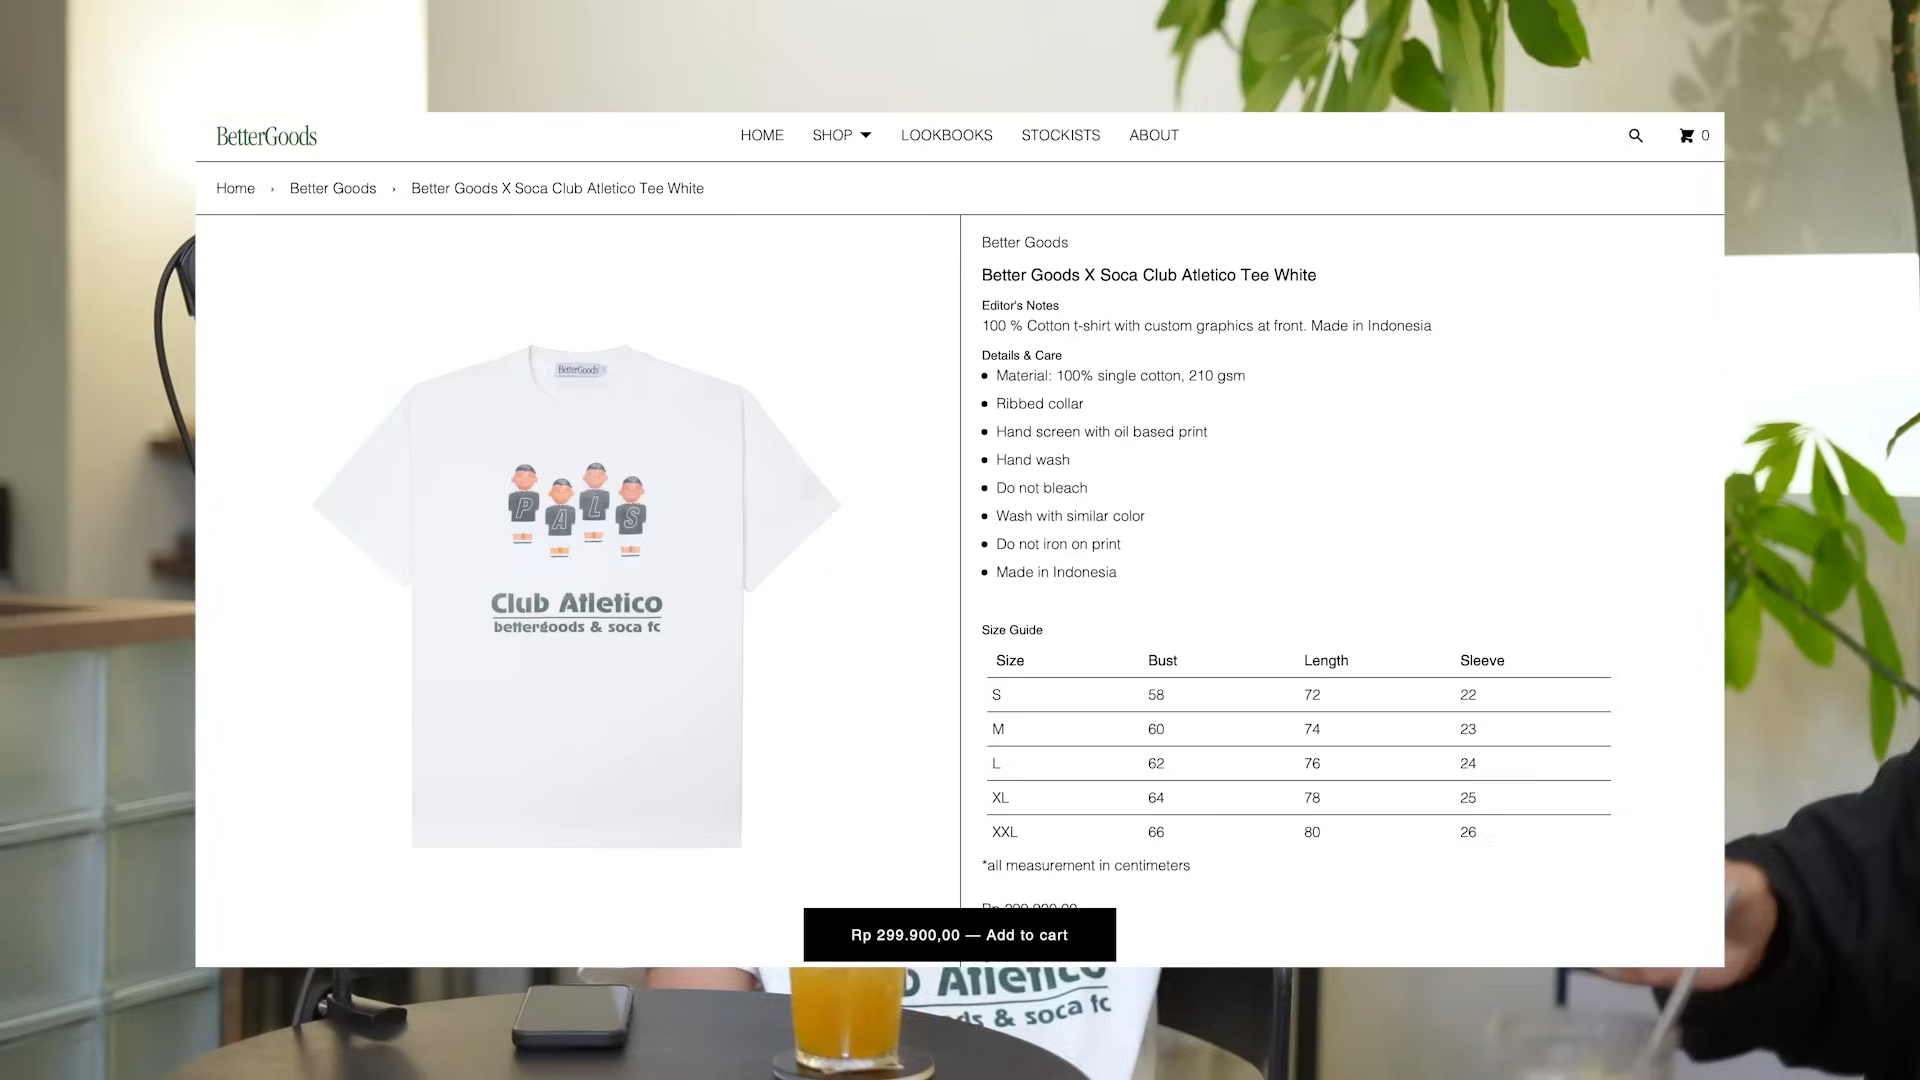 BetterGoods
HOME SHOP LOOKBOOKS STOCKISTS ABOUT
0
Home › Better Goods › Better Goods X Soca Club Atletico Tee White
BetterGoods
PALS
Club Atletico
bettergoods & soca fc
Better Goods
Better Goods X Soca Club Atletico Tee White
Editor's Notes
100 % Cotton t-shirt with custom graphics at front. Made in Indonesia
Details & Care
Material: 100% single cotton, 210 gsm
Ribbed collar
Hand screen with oil based print
Hand wash
Do not bleach
Wash with similar color
Do not iron on print
Made in Indonesia
Size Guide
Size Bust Length Sleeve
S 58 72 22
M 60 74 23
L 62 76 24
XL 64 78 25
XXL 66 80 26
*all measurement in centimeters
Rp 299.900,00
Rp 299.900,00 — Add to cart
Atletico
& soca fc